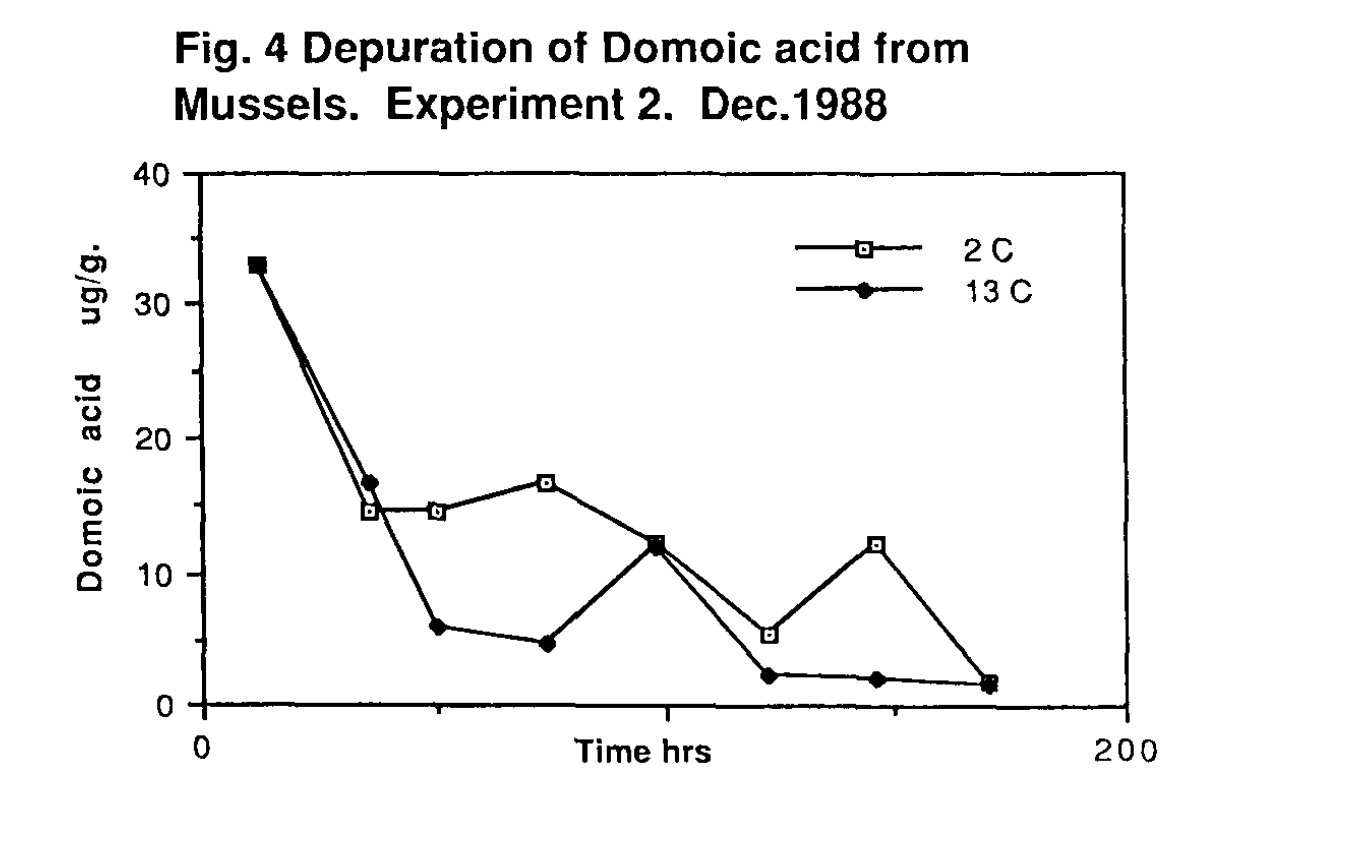 Fig. 4 Depuration of Domoic acid from
Mussels. Experiment 2. Dec.1988
40
30
20
10
0
Domoic acid ug/g.
2 C
13 C
0
Time hrs
200